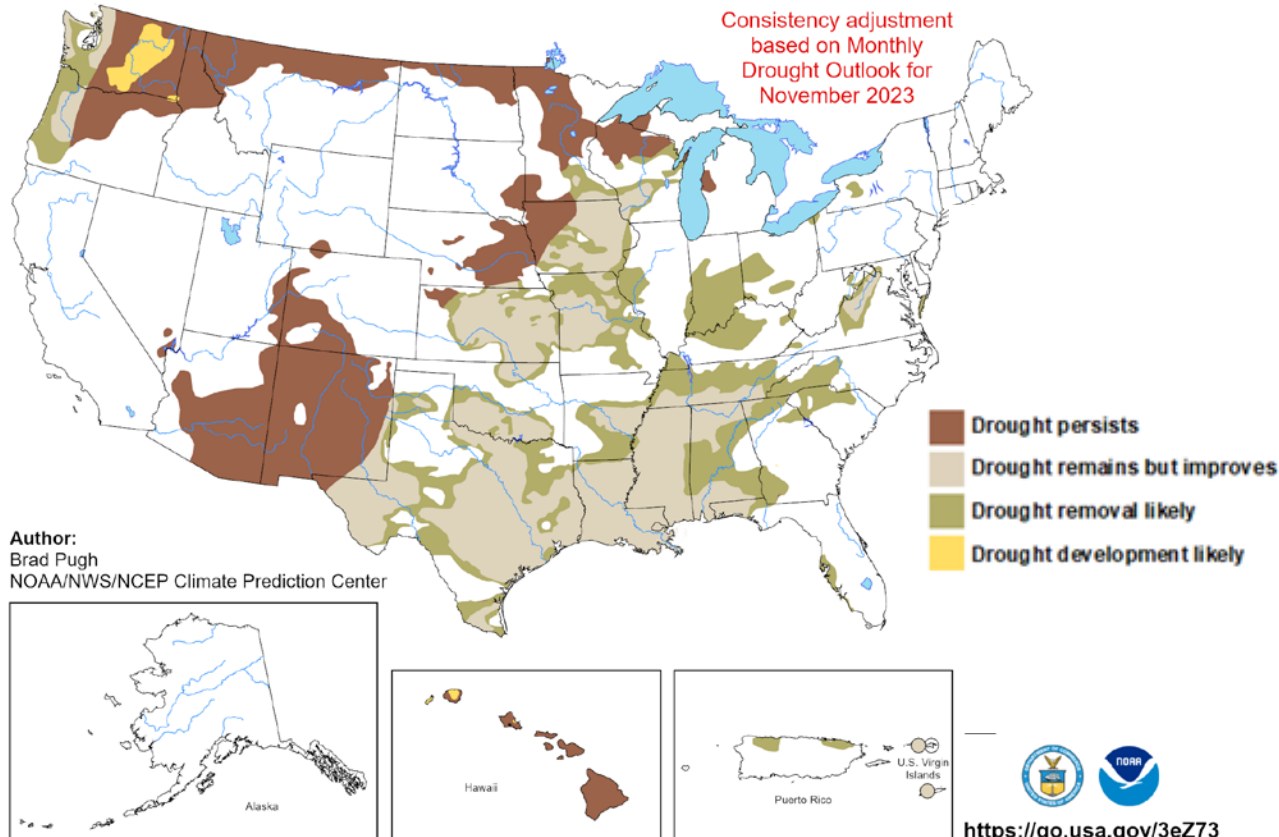 Consistency adjustment
based on Monthly
Drought Outlook for
November 2023
Drought persists
Drought remains but improves
Drought removal likely
Drought development likely
Author:
Brad Pugh
NOAA/NWS/NCEP Climate Prediction Center
Alaska
Hawaii
Puerto Rico
U.S. Virgin
Islands
NOAA
https://go.usa.gov/3eZ73